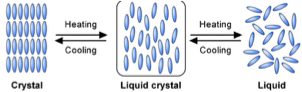 Heating
Cooling
Heating
Cooling
Crystal
Liquid crystal
Liquid